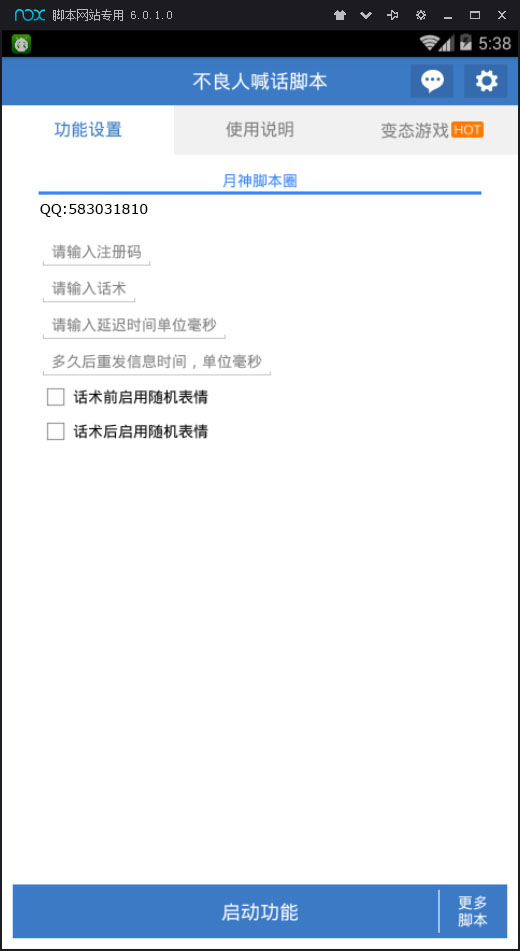 nox 脚本网站专用 6.0.1.0
5:38
不良人喊话脚本
功能设置 使用说明 变态游戏 HOT
月神脚本圈
QQ:583031810
请输入注册码
请输入话术
请输入延迟时间单位毫秒
多久后重发信息时间，单位毫秒
话术前启用随机表情
话术后启用随机表情
启动功能
更多
脚本